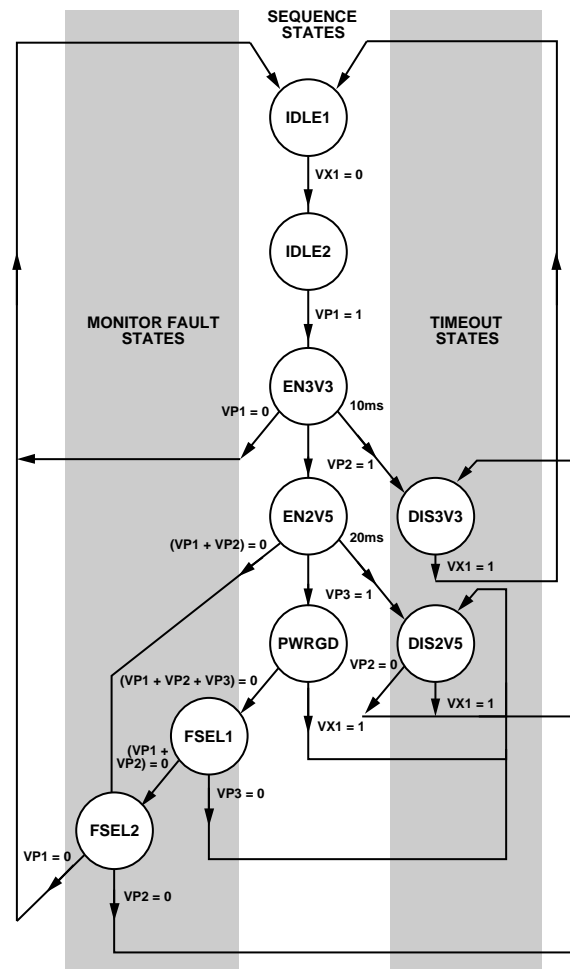 SEQUENCE
STATES
IDLE1
VX1 = 0
IDLE2
VP1 = 1
MONITOR FAULT
STATES
TIMEOUT
STATES
EN3V3
VP1 = 0
10ms
VP2 = 1
EN2V5
DIS3V3
(VP1 + VP2) = 0
20ms
VX1 = 1
VP3 = 1
PWRGD
DIS2V5
VP2 = 0
(VP1 + VP2 + VP3) = 0
VX1 = 1
VX1 = 1
FSEL1
(VP1 +
VP2) = 0
VP3 = 0
FSEL2
VP1 = 0
VP2 = 0